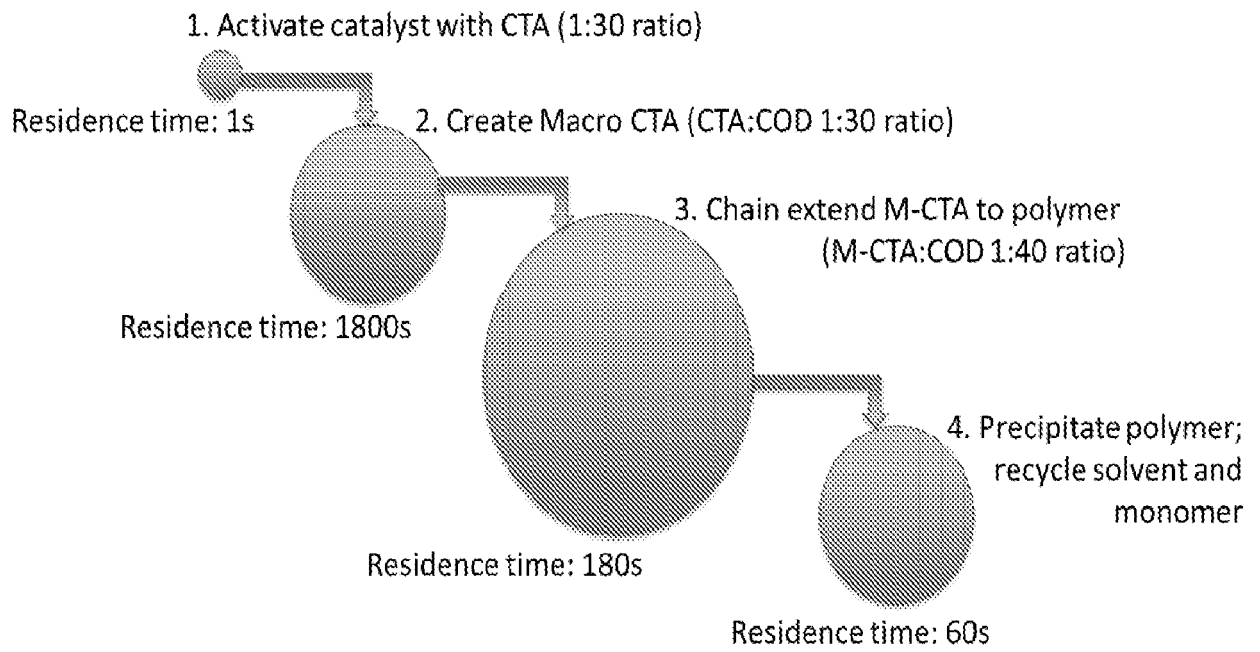 1. Activate catalyst with CTA (1:30 ratio)
Residence time: 1s
2. Create Macro CTA (CTA:COD 1:30 ratio)
3. Chain extend M-CTA to polymer
(M-CTA:COD 1:40 ratio)
Residence time: 1800s
4. Precipitate polymer;
recycle solvent and
monomer
Residence time: 180s
Residence time: 60s